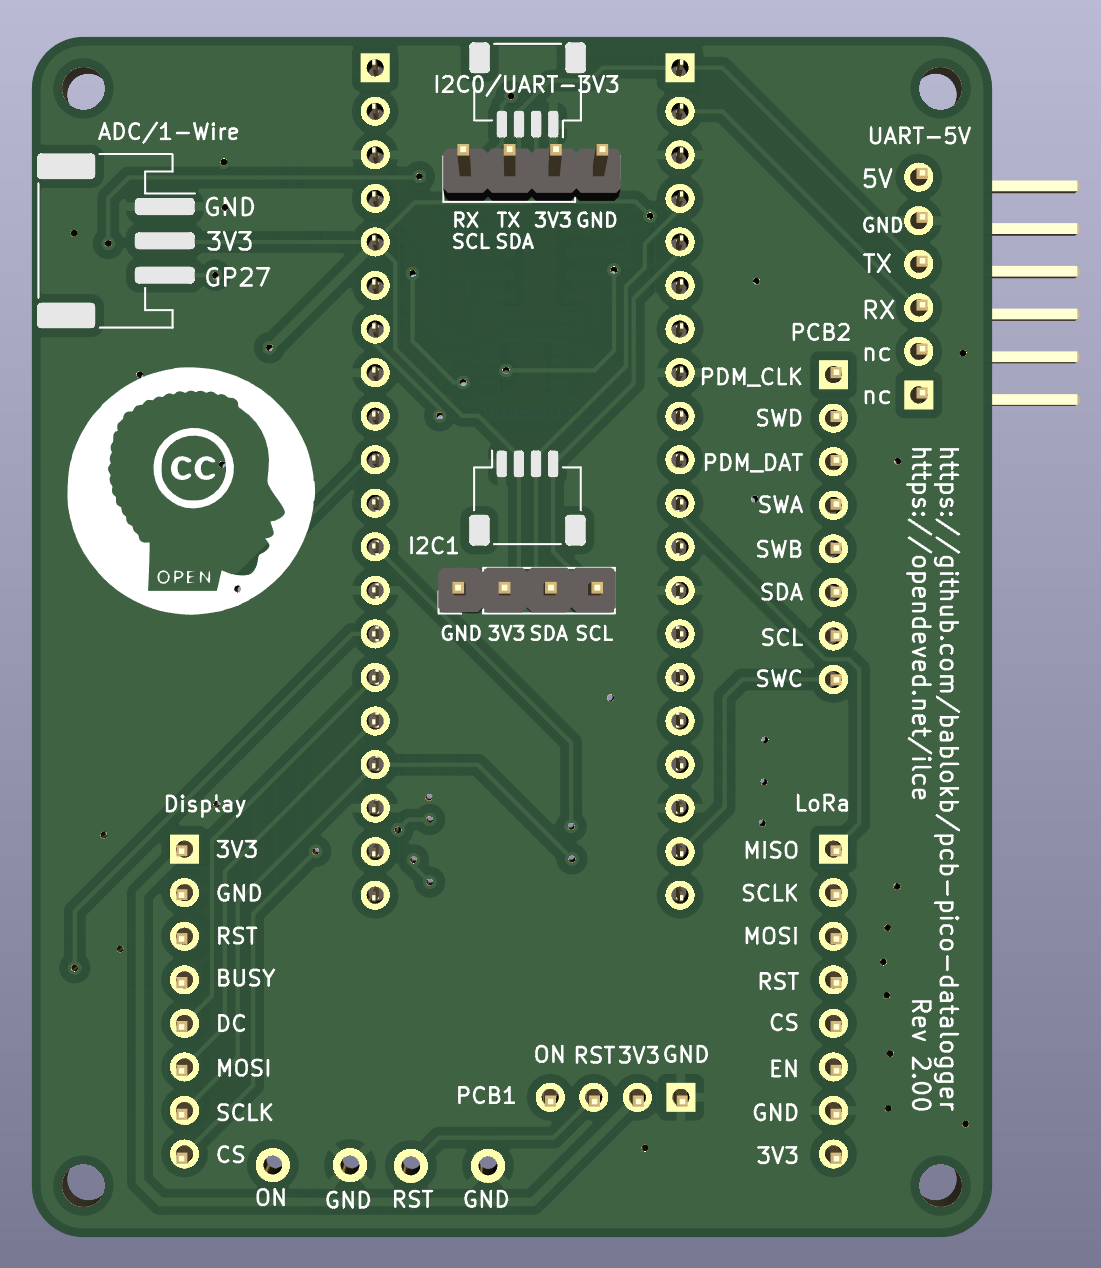 I2C0/UART-3V3
ADC/1-Wire
UART-5V
GND
3V3
GP27
RX TX 3V3 GND
SCL SDA
5V
GND
TX
RX
nc
nc
PCB2
PDM_CLK
SWD
PDM_DAT
SWA
SWB
SDA
SCL
SWC
CC
OPEN
I2C1
GND 3V3 SDA SCL
https://github.com/bablokb/pcb-pico-datalogger
https://opendeved.net/ilce Rev 2.00
Display
3V3
GND
RST
BUSY
DC
MOSI
SCLK
CS
LoRa
MISO
SCLK
MOSI
RST
CS
EN
GND
3V3
ON RST 3V3 GND
PCB1
ON GND RST GND